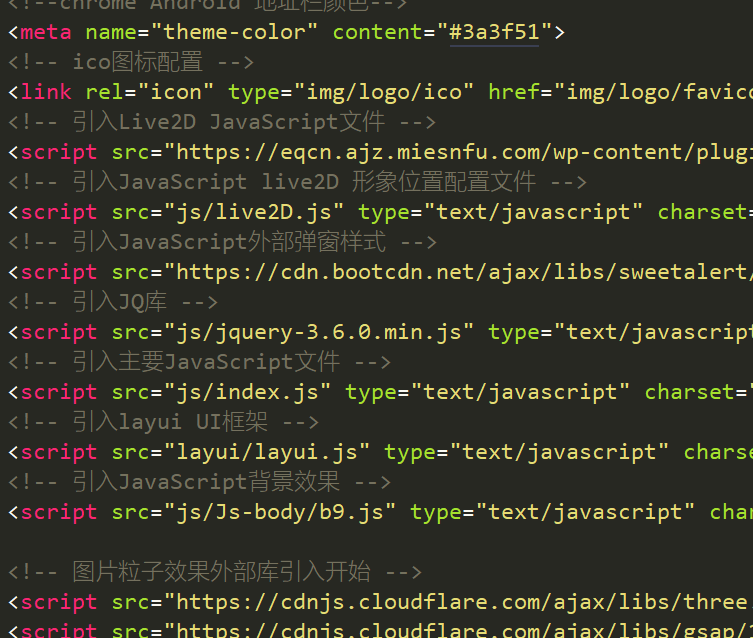 <!--chrome Android 地址栏颜色-->
<meta name="theme-color" content="#3a3f51">
<!-- ico图标配置 -->
<link rel="icon" type="img/logo/ico" href="img/logo/favic
<!-- 引入Live2D JavaScript文件 -->
<script src="https://eqcn.ajz.miesnfu.com/wp-content/plug
<!-- 引入JavaScript live2D 形象位置配置文件 -->
<script src="js/live2D.js" type="text/javascript" charset=
<!-- 引入JavaScript外部弹窗样式 -->
<script src="https://cdn.bootcdn.net/ajax/libs/sweetalert/
<!-- 引入JQ库 -->
<script src="js/jquery-3.6.0.min.js" type="text/javascript
<!-- 引入主要JavaScript文件 -->
<script src="js/index.js" type="text/javascript" charset="
<!-- 引入layui UI框架 -->
<script src="layui/layui.js" type="text/javascript" charse
<!-- 引入JavaScript背景效果 -->
<script src="js/Js-body/b9.js" type="text/javascript" char
<!-- 图片粒子效果外部库引入开始 -->
<script src="https://cdnjs.cloudflare.com/ajax/libs/three
<script src="https://cdnjs.cloudflare.com/ajax/libs/gsap/